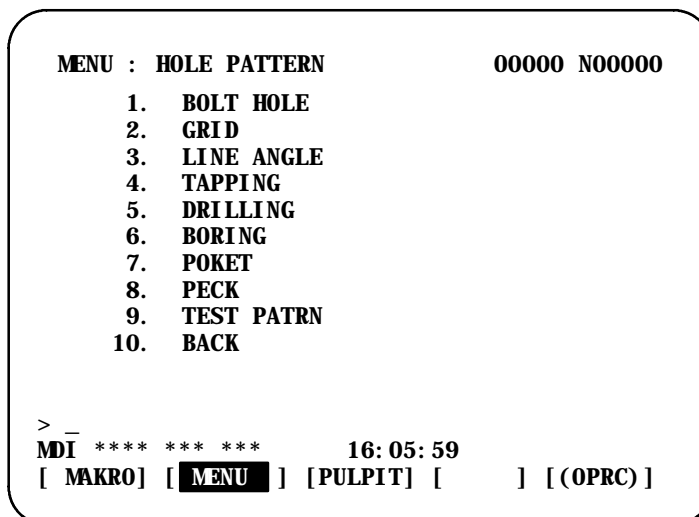 MENU : HOLE PATTERN O0000 N00000
1. BOLT HOLE
2. GRID
3. LINE ANGLE
4. TAPPING
5. DRILLING
6. BORING
7. POKET
8. PECK
9. TEST PATRN
10. BACK
> _
MDI **** *** *** 16:05:59
[ MAKRO] [ MENU ] [PULPIT] [ ] [(OPRC)]